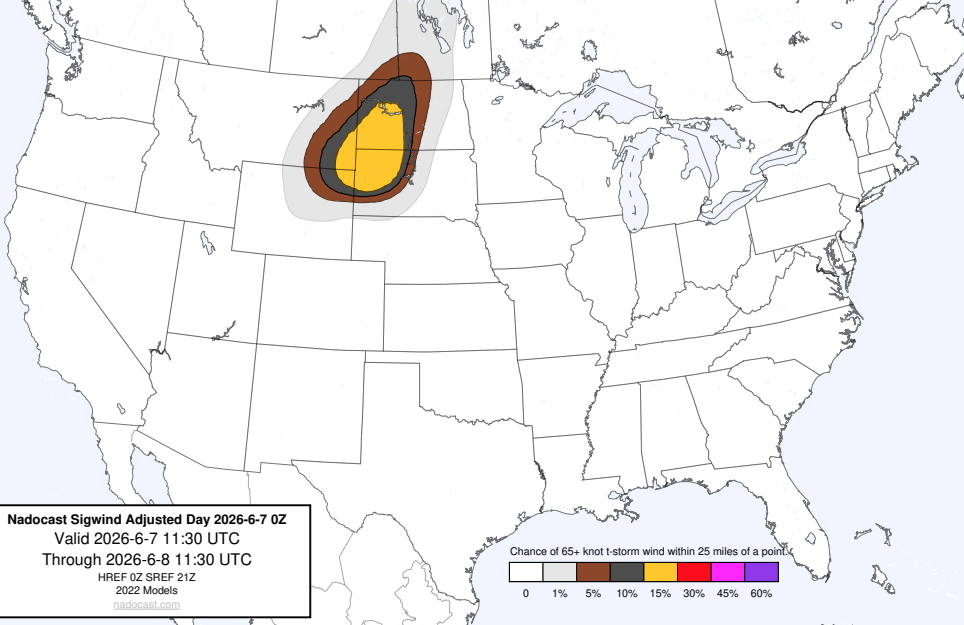 Nadocast Sigwind Adjusted Day 2026-6-7 0Z
Valid 2026-6-7 11:30 UTC
Through 2026-6-8 11:30 UTC
HREF 0Z SREF 21Z
2022 Models
nadocast.com
Chance of 65+ knot t-storm wind within 25 miles of a point.
0 1% 5% 10% 15% 30% 45% 60%